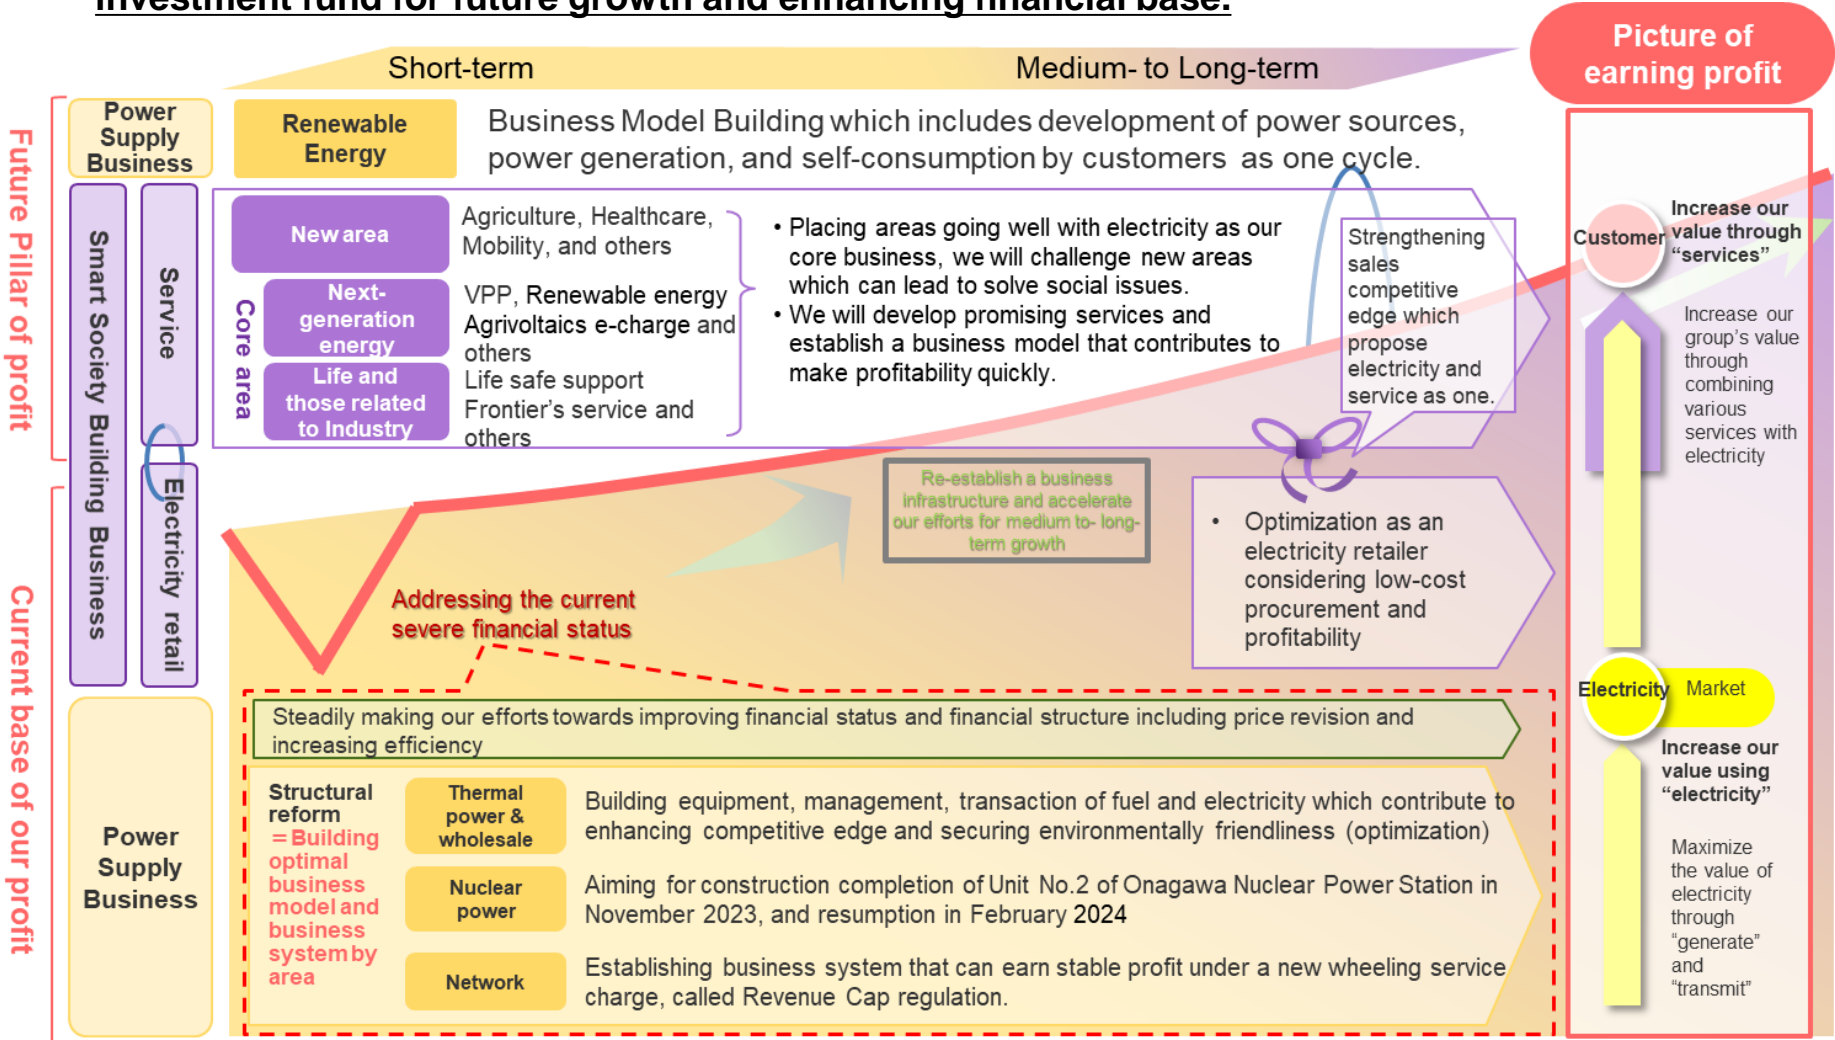 investment fund for future growth and enhancing financial base.
Short-term
Medium- to Long-term
Picture of
earning profit
Future Pillar of profit
Power
Supply
Business
Renewable
Energy
Business Model Building which includes development of power sources,
power generation, and self-consumption by customers as one cycle.
Smart Society Building Business
Service
New area
Agriculture, Healthcare,
Mobility, and others
Core area
Next-
generation
energy
VPP, Renewable energy
Agrivoltaics e-charge and
others
Life and
those related
to Industry
Life safe support
Frontier's service and
others
• Placing areas going well with electricity as our
core business, we will challenge new areas
which can lead to solve social issues.
• We will develop promising services and
establish a business model that contributes to
make profitability quickly.
Strengthening
sales
competitive
edge which
propose
electricity and
service as one.
Customer
Increase our
value through
“services”
Increase our
group's value
through
combining
various
services with
electricity
Current base of our profit
Electricity retail
Re-establish a business
infrastructure and accelerate
our efforts for medium to- long-
term growth
• Optimization as an
electricity retailer
considering low-cost
procurement and
profitability
Addressing the current
severe financial status
Electricity
Market
Power
Supply
Business
Steadily making our efforts towards improving financial status and financial structure including price revision and
increasing efficiency
Structural
reform
=Building
optimal
business
model and
business
system by
area
Thermal
power &
wholesale
Building equipment, management, transaction of fuel and electricity which contribute to
enhancing competitive edge and securing environmentally friendliness (optimization)
Nuclear
power
Aiming for construction completion of Unit No.2 of Onagawa Nuclear Power Station in
November 2023, and resumption in February 2024
Network
Establishing business system that can earn stable profit under a new wheeling service
charge, called Revenue Cap regulation.
Increase our
value using
“electricity”
Maximize
the value of
electricity
through
“generate”
and
“transmit”